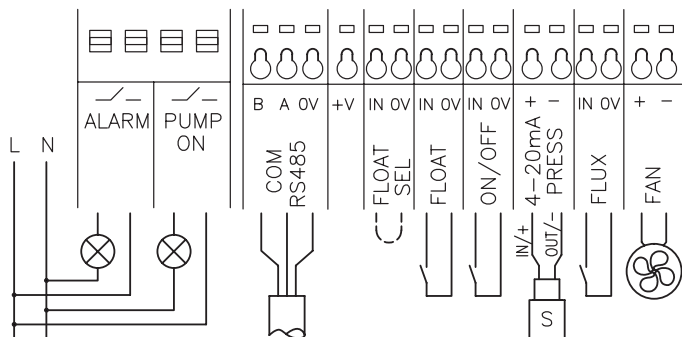 B A 0V +V IN 0V IN 0V IN 0V + − IN 0V + −
ALARM
PUMP
ON
L N
COM
RS485
FLOAT
SEL
FLOAT
ON/OFF
4−20mA
PRESS
FLUX
FAN
IN/+
OUT/−
S